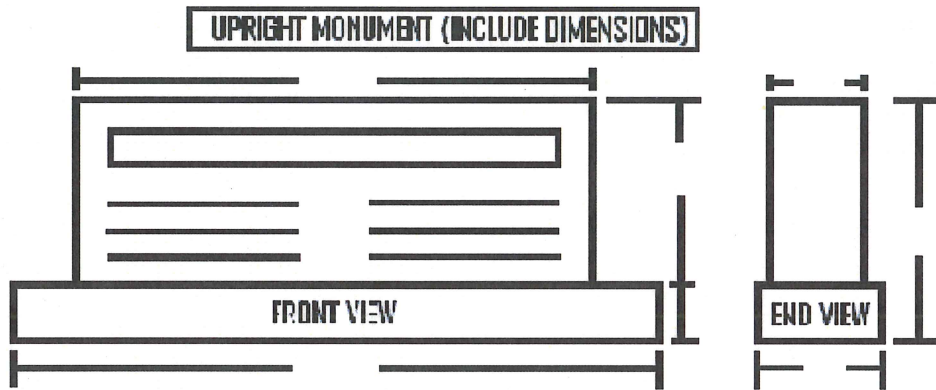 UPRIGHT MONUMENT (INCLUDE DIMENSIONS)
FRONT VIEW
END VIEW